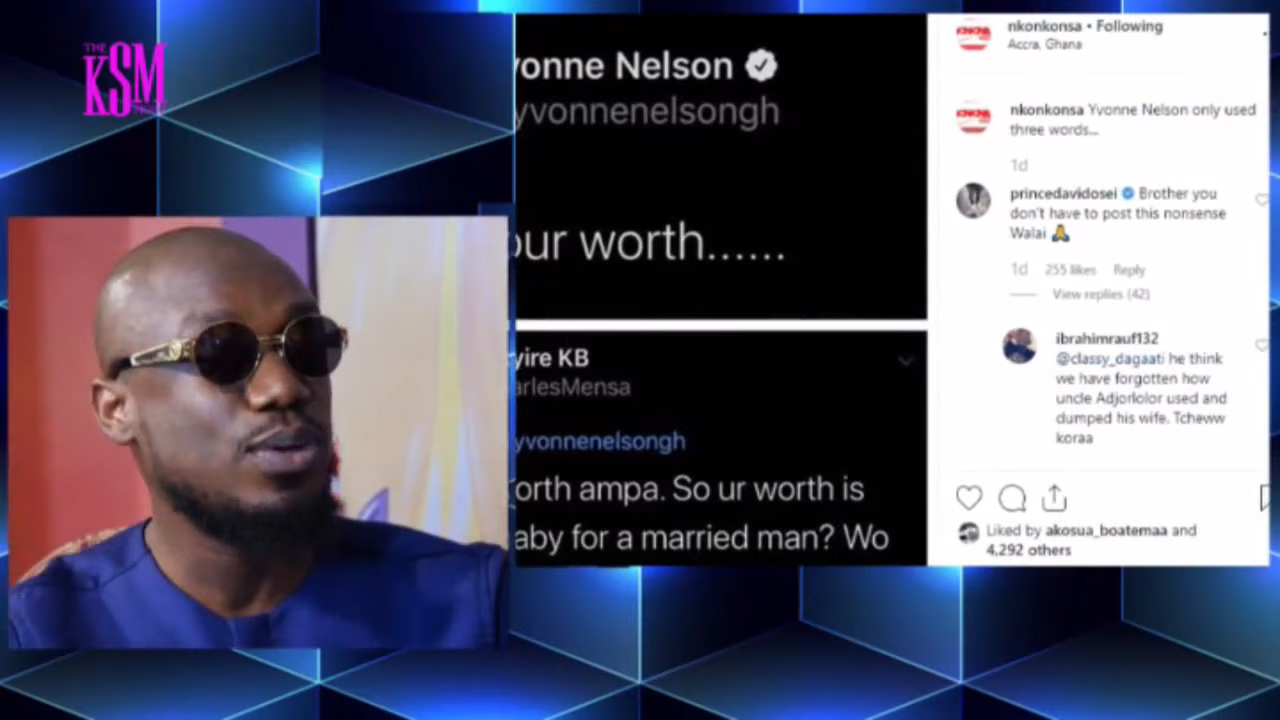 THE
KSM
vonne Nelson
yvonnenelsongh
our worth......
yire KB
arlesMensa
yvonnenelsongh
orth ampa. So ur worth is
aby for a married man? Wo
nkonkonsa • Following
Accra, Ghana
nkonkonsa Yvonne Nelson only used
three words...
1d
princedavidosei Brother you
don't have to post this nonsense
Walai 🙏
1d 255 likes Reply
View replies (42)
ibrahimrauf132
@classy_dagaati he think
we have forgotten how
uncle Adjorlolor used and
dumped his wife. Tcheww
koraa
Liked by akosua_boatemaa and
4,292 others